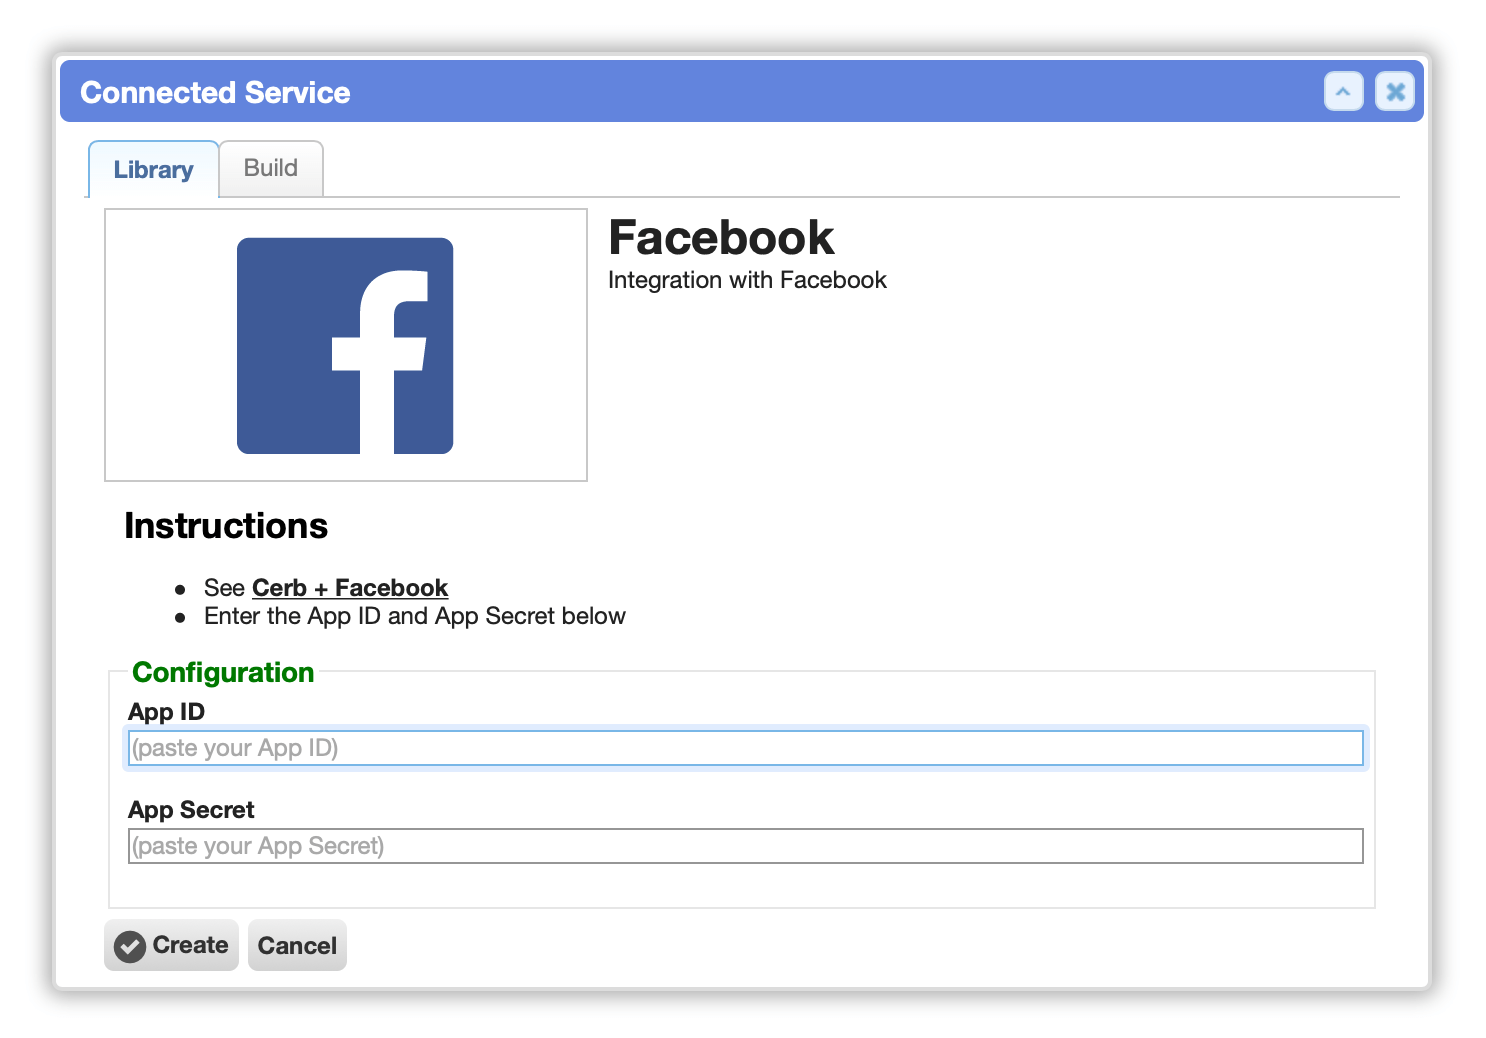 Connected Service
Library
Build
Facebook
Integration with Facebook
Instructions
See Cerb + Facebook
Enter the App ID and App Secret below
Configuration
App ID
(paste your App ID)
App Secret
(paste your App Secret)
Create
Cancel